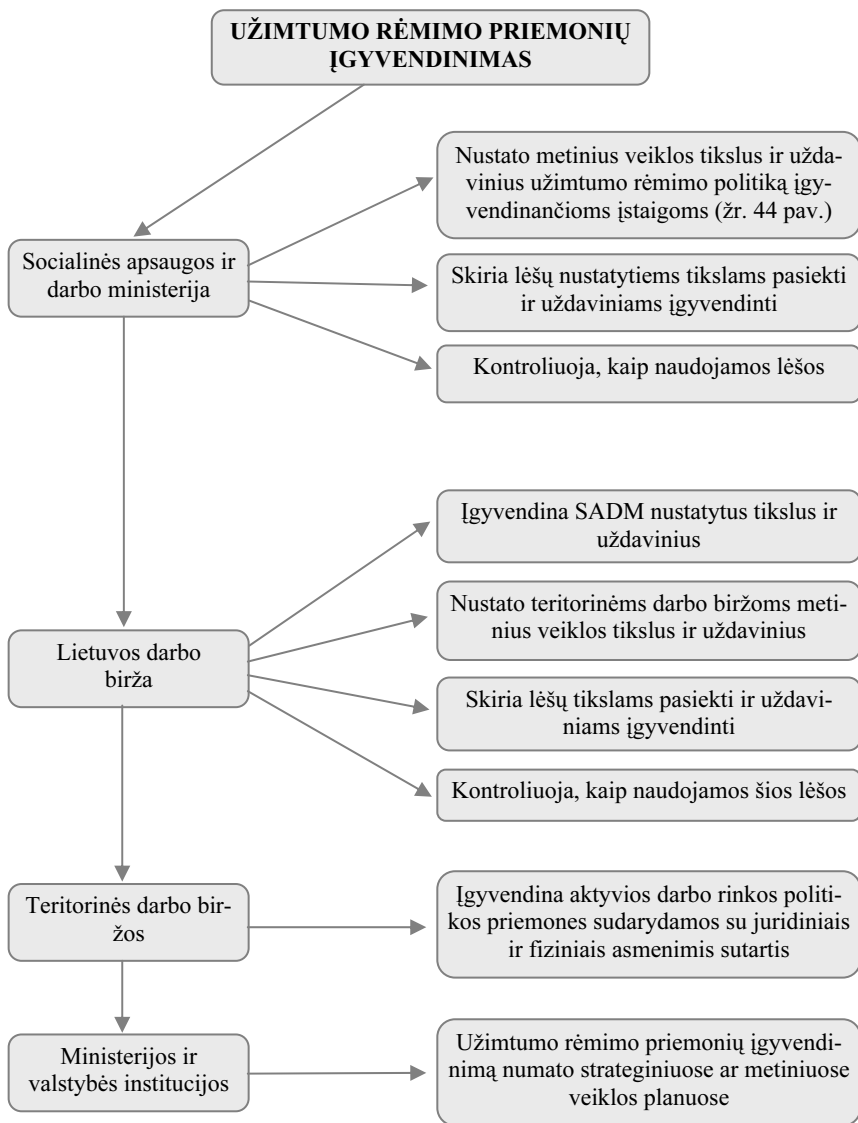 UŽIMTUMO RĖMIMO PRIEMONIŲ
ĮGYVENDINIMAS
Socialinės apsaugos ir
darbo ministerija
Nustato metinius veiklos tikslus ir užda-
vinius užimtumo rėmimo politiką įgy-
vendinančioms įstaigoms (žr. 44 pav.)
Skiria lėšų nustatytiems tikslams pasiekti
ir uždaviniams įgyvendinti
Kontroliuoja, kaip naudojamos lėšos
Lietuvos darbo
birža
Įgyvendina SADM nustatytus tikslus ir
uždavinius
Nustato teritorinėms darbo biržoms meti-
nius veiklos tikslus ir uždavinius
Skiria lėšų tikslams pasiekti ir uždavi-
niams įgyvendinti
Kontroliuoja, kaip naudojamos šios lėšos
Teritorinės darbo bir-
žos
Įgyvendina aktyvios darbo rinkos politi-
kos priemones sudarydamos su juridiniais
ir fiziniais asmenimis sutartis
Ministerijos ir
valstybės institucijos
Užimtumo rėmimo priemonių įgyvendi-
nimą numato strateginiuose ar metiniuose
veiklos planuose